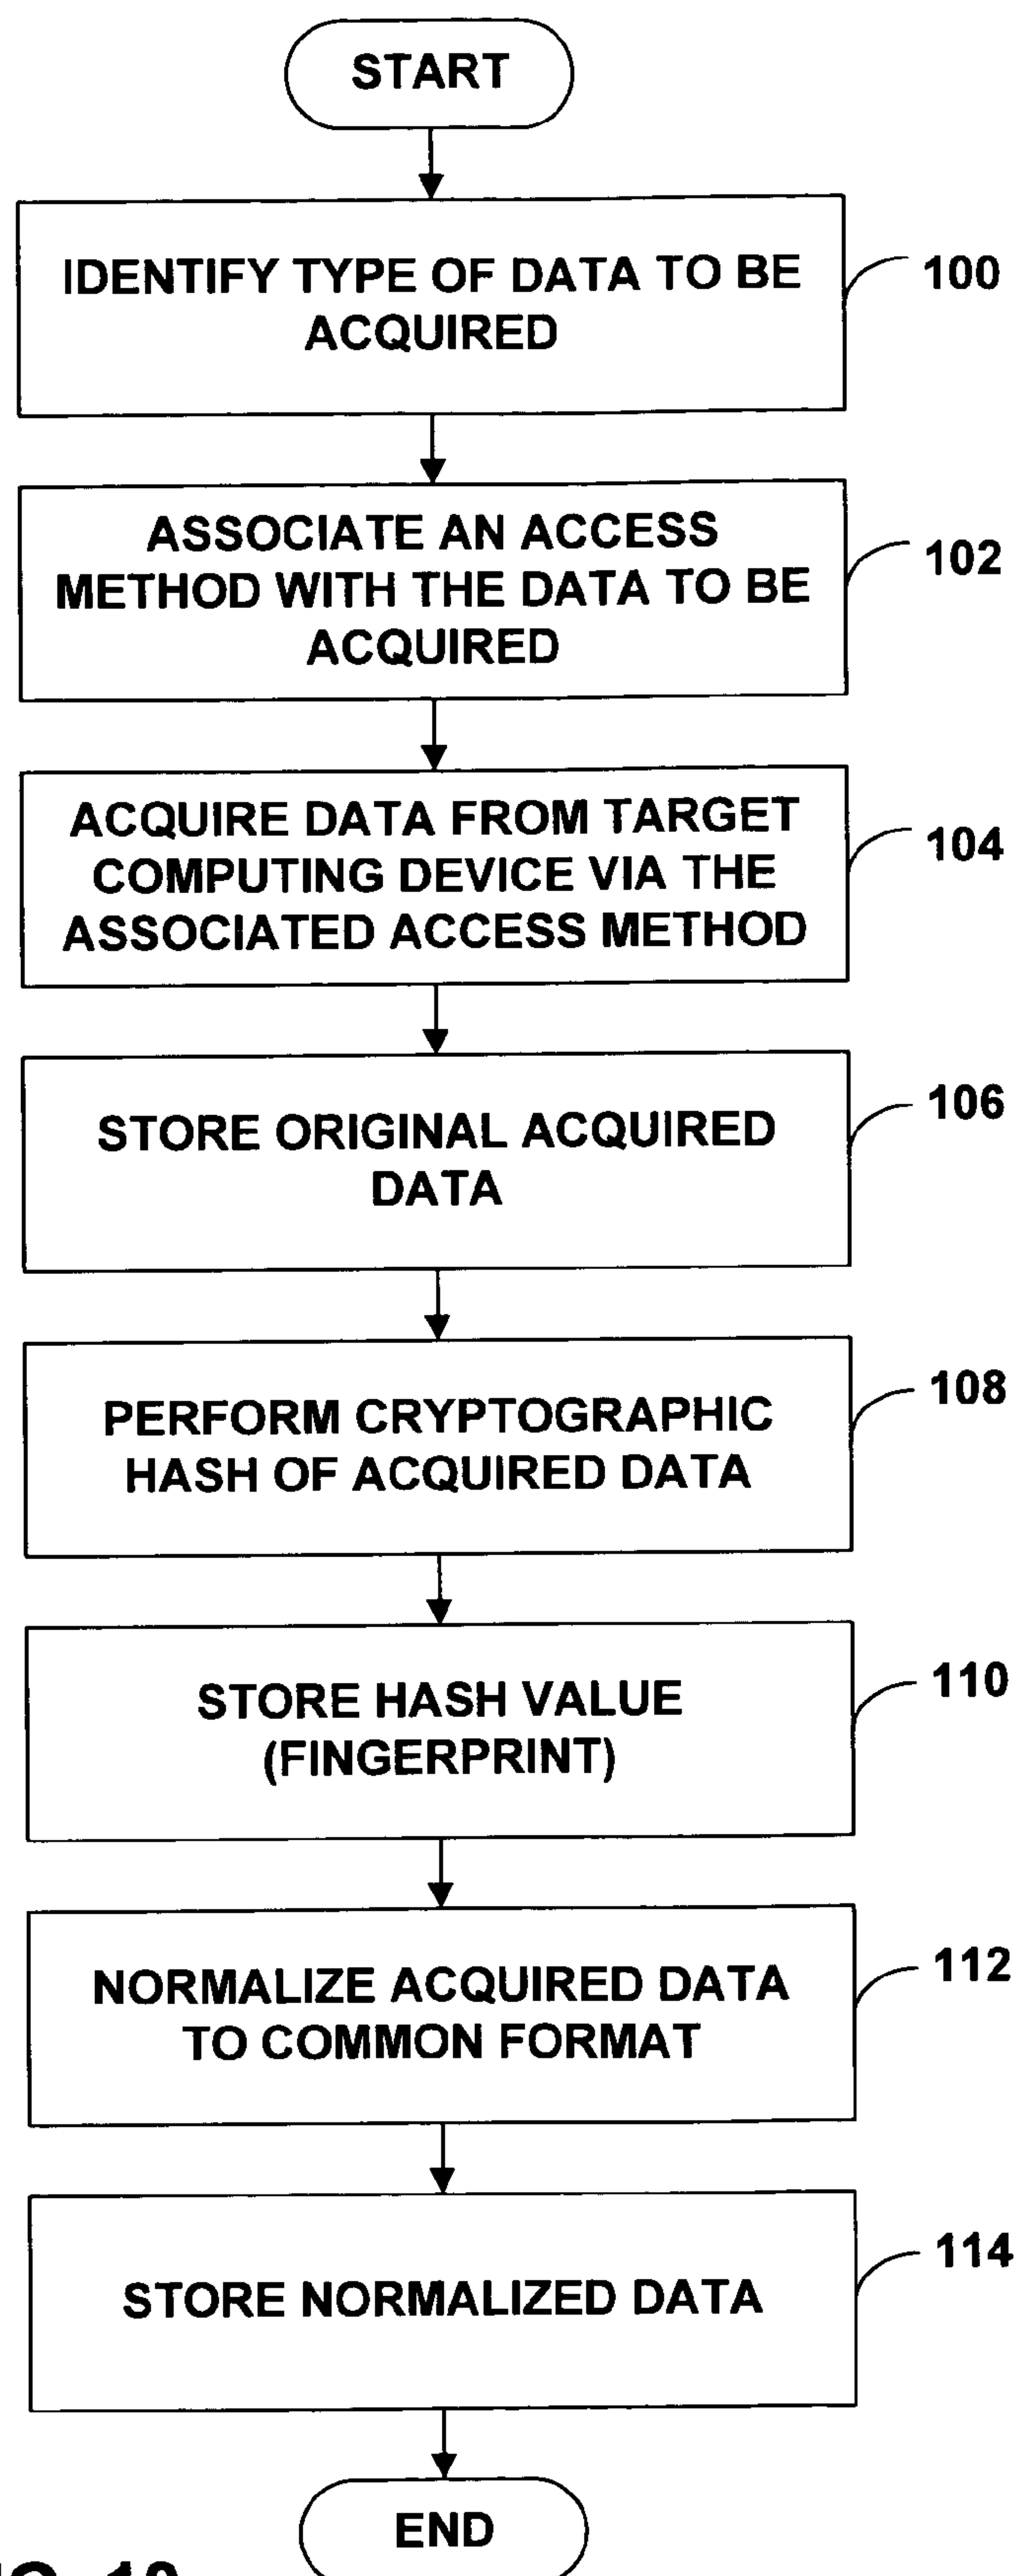 START
IDENTIFY TYPE OF DATA TO BE
ACQUIRED
100
ASSOCIATE AN ACCESS
METHOD WITH THE DATA TO BE
ACQUIRED
102
ACQUIRE DATA FROM TARGET
COMPUTING DEVICE VIA THE
ASSOCIATED ACCESS METHOD
104
STORE ORIGINAL ACQUIRED
DATA
106
PERFORM CRYPTOGRAPHIC
HASH OF ACQUIRED DATA
108
STORE HASH VALUE
(FINGERPRINT)
110
NORMALIZE ACQUIRED DATA
TO COMMON FORMAT
112
STORE NORMALIZED DATA
114
END